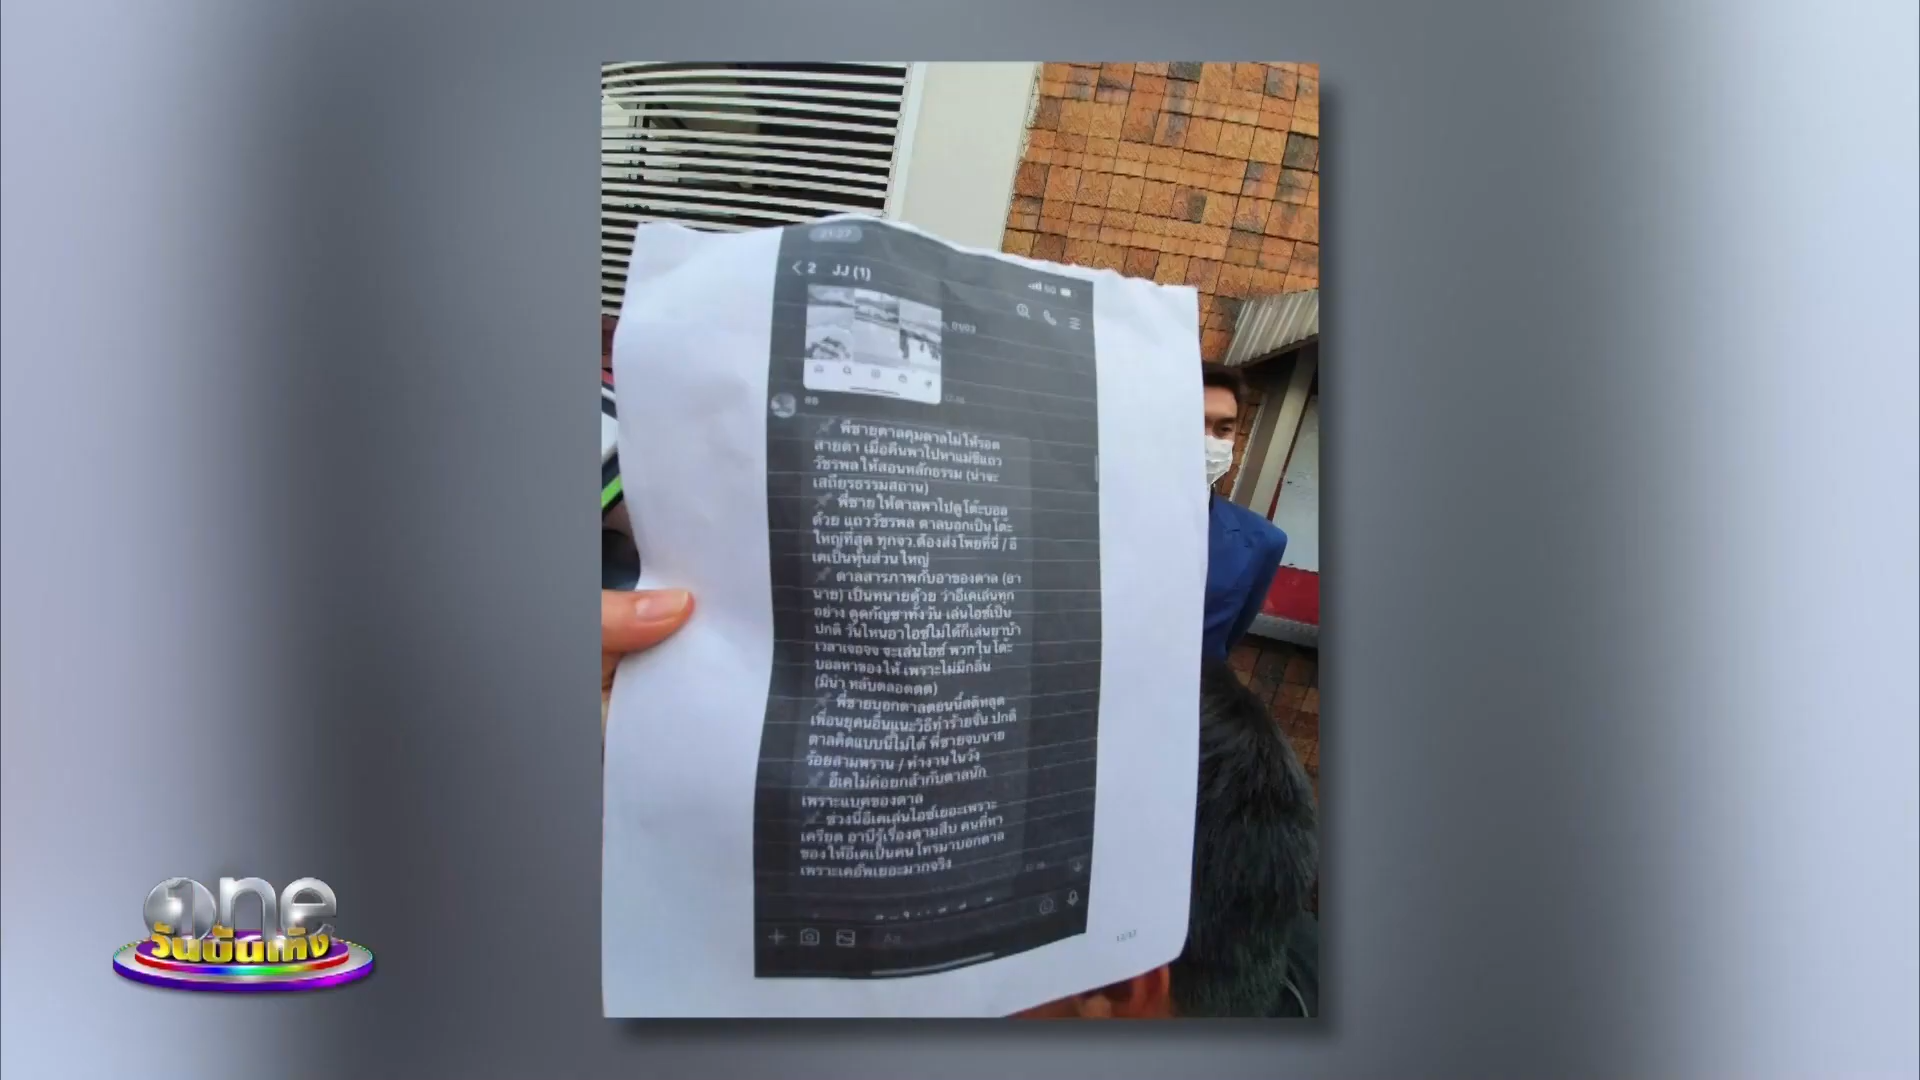 21:27
2 JJ (1)
5G
, 01/03
📌 พี่ชายตาลคุมตาลไม่ให้รอด
สายตา เมื่อคืนพาไปหาแม่ชีแถว
วัชรพล ให้สอนหลักธรรม (น่าจะ
เสถียรธรรมสถาน)
📌 พี่ชายให้ตาลพาไปดูโต๊ะบอล
ด้วย แถววัชรพล ตาลบอกเป็นโต๊ะ
ใหญ่ที่สุด ทุกจว.ต้องส่งโพยที่นี่ / อี
เคเป็นหุ้นส่วนใหญ่
📌 ตาลสารภาพกับอาของตาล (อา
นาย) เป็นทนายด้วย ว่าอีเคเล่นทุก
อย่าง ดูดกัญชาทั้งวัน เล่นไอซ์เป็น
ปกติ วันไหนอาไอซ์ไม่ได้ก็เล่นยาบ้า
เวลาเจอจจ จะเล่นไอซ์ พวกในโต๊ะ
บอลหาของให้ เพราะไม่มีกลิ่น
(มิน่า หลับตลอดดด)
📌 พี่ชายบอกตาลตอนนี้สติหลุด
เพื่อนยุคนอื่นแนะวิธีทำร้ายจั่น ปกติ
ตาลคิดแบบนี้ไม่ได้ พี่ชายจบนาย
ร้อยสามพราน / ทำงานในวัง
📌 อีเคไม่ค่อยกล้ากับตาลนัก
เพราะแบคของตาล
📌 ช่วงนี้อีเคเล่นไอซ์เยอะเพราะ
เครียด อาบีรู้เรื่องตามสืบ คนที่หา
ของให้อีเคเป็นคนโทรมาบอกตาล
เพราะเคอัพเยอะมากจริง
Aa
one
วันบันเทิง